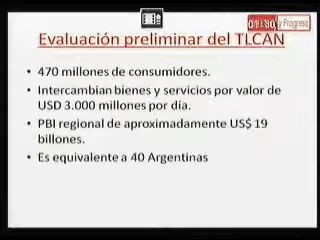 Evaluación preliminar del TLCAN
• 470 millones de consumidores.
• Intercambian bienes y servicios por valor de
USD 3.000 millones por día.
• PBI regional de aproximadamente US$ 19
billones.
• Es equivalente a 40 Argentinas
y Progreso